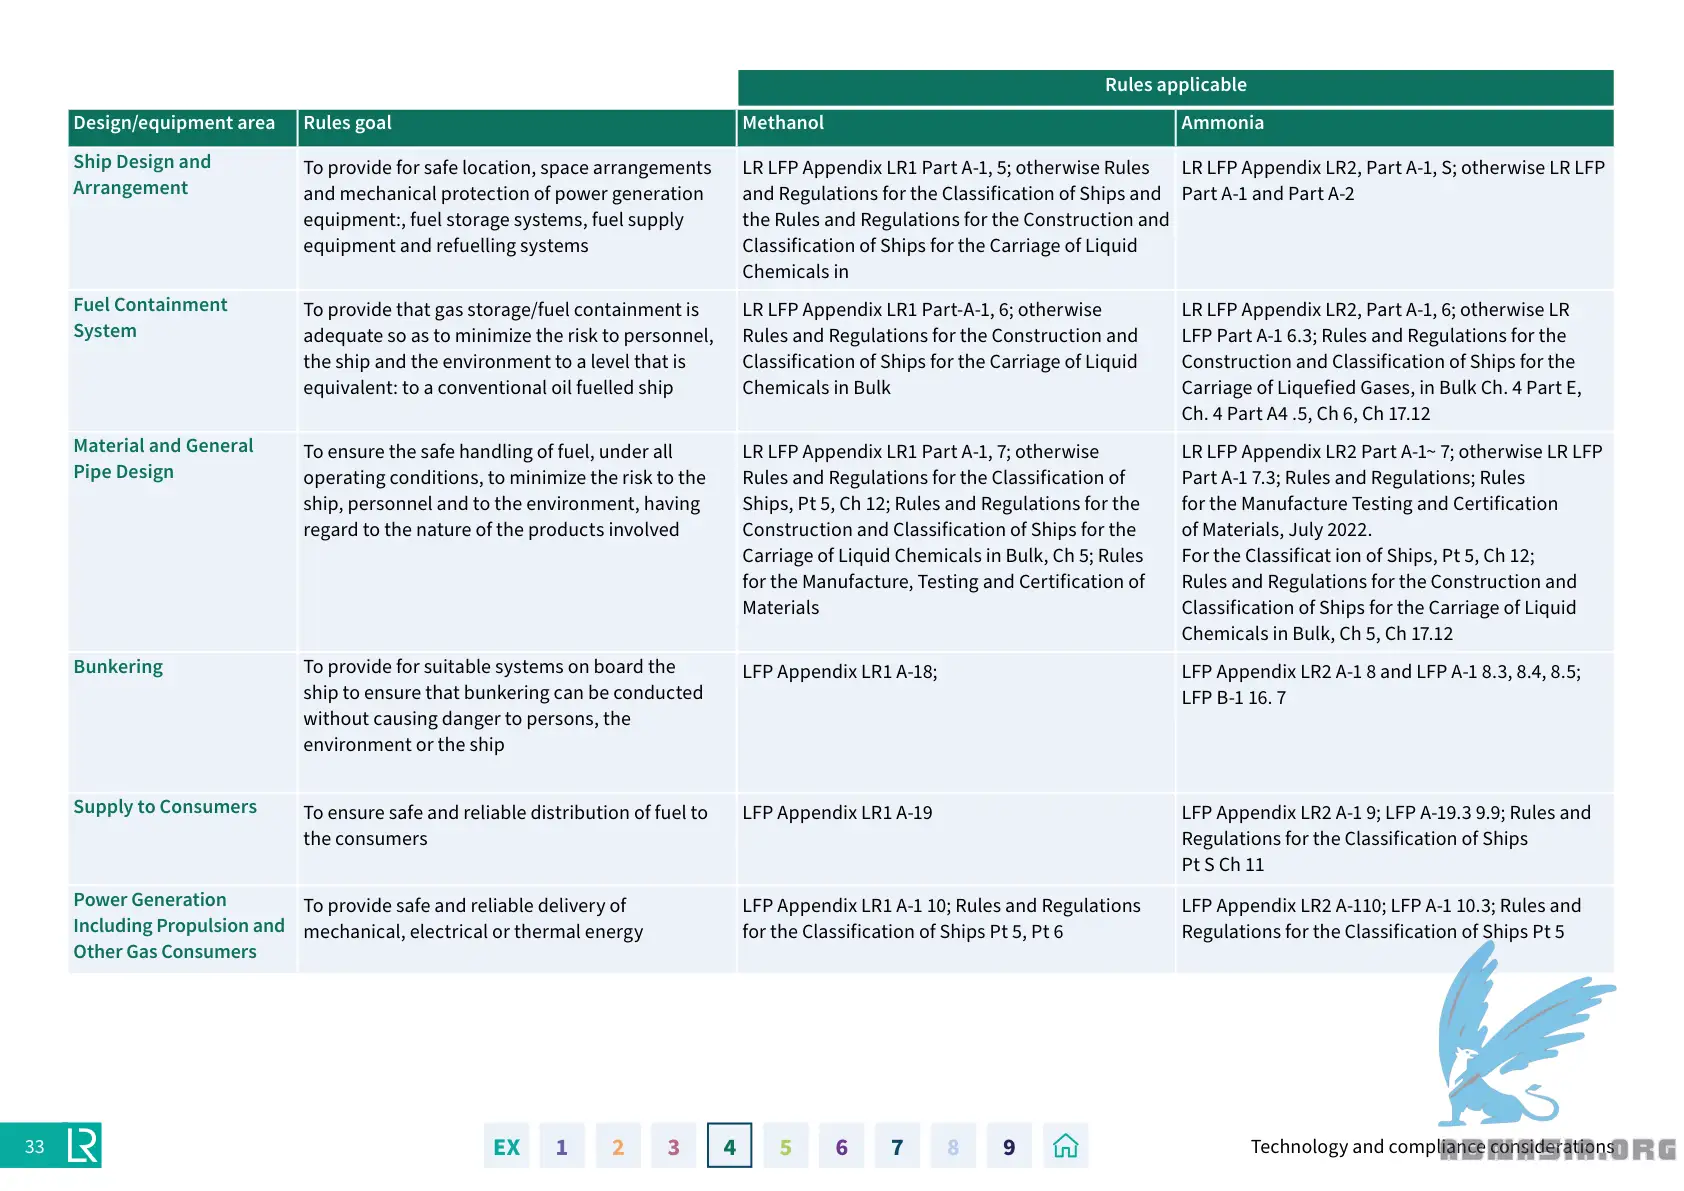 Rules applicable
Design/equipment area
Rules goal
Methanol
Ammonia
Ship Design and
Arrangement
To provide for safe location, space arrangements
and mechanical protection of power generation
equipment:, fuel storage systems, fuel supply
equipment and refuelling systems
LR LFP Appendix LR1 Part A-1, 5; otherwise Rules
and Regulations for the Classification of Ships and
the Rules and Regulations for the Construction and
Classification of Ships for the Carriage of Liquid
Chemicals in
LR LFP Appendix LR2, Part A-1, S; otherwise LR LFP
Part A-1 and Part A-2
Fuel Containment
System
To provide that gas storage/fuel containment is
adequate so as to minimize the risk to personnel,
the ship and the environment to a level that is
equivalent: to a conventional oil fuelled ship
LR LFP Appendix LR1 Part-A-1, 6; otherwise
Rules and Regulations for the Construction and
Classification of Ships for the Carriage of Liquid
Chemicals in Bulk
LR LFP Appendix LR2, Part A-1, 6; otherwise LR
LFP Part A-1 6.3; Rules and Regulations for the
Construction and Classification of Ships for the
Carriage of Liquefied Gases, in Bulk Ch. 4 Part E,
Ch. 4 Part A4 .5, Ch 6, Ch 17.12
Material and General
Pipe Design
To ensure the safe handling of fuel, under all
operating conditions, to minimize the risk to the
ship, personnel and to the environment, having
regard to the nature of the products involved
LR LFP Appendix LR1 Part A-1, 7; otherwise
Rules and Regulations for the Classification of
Ships, Pt 5, Ch 12; Rules and Regulations for the
Construction and Classification of Ships for the
Carriage of Liquid Chemicals in Bulk, Ch 5; Rules
for the Manufacture, Testing and Certification of
Materials
LR LFP Appendix LR2 Part A-1~ 7; otherwise LR LFP
Part A-1 7.3; Rules and Regulations; Rules
for the Manufacture Testing and Certification
of Materials, July 2022.
For the Classificat ion of Ships, Pt 5, Ch 12;
Rules and Regulations for the Construction and
Classification of Ships for the Carriage of Liquid
Chemicals in Bulk, Ch 5, Ch 17.12
Bunkering
To provide for suitable systems on board the
ship to ensure that bunkering can be conducted
without causing danger to persons, the
environment or the ship
LFP Appendix LR1 A-18;
LFP Appendix LR2 A-1 8 and LFP A-1 8.3, 8.4, 8.5;
LFP B-1 16. 7
Supply to Consumers
To ensure safe and reliable distribution of fuel to
the consumers
LFP Appendix LR1 A-19
LFP Appendix LR2 A-1 9; LFP A-19.3 9.9; Rules and
Regulations for the Classification of Ships
Pt S Ch 11
Power Generation
Including Propulsion and
Other Gas Consumers
To provide safe and reliable delivery of
mechanical, electrical or thermal energy
LFP Appendix LR1 A-1 10; Rules and Regulations
for the Classification of Ships Pt 5, Pt 6
LFP Appendix LR2 A-110; LFP A-1 10.3; Rules and
Regulations for the Classification of Ships Pt 5
33
LR
EX
1
2
3
4
5
6
7
8
9
Technology and compliance considerations